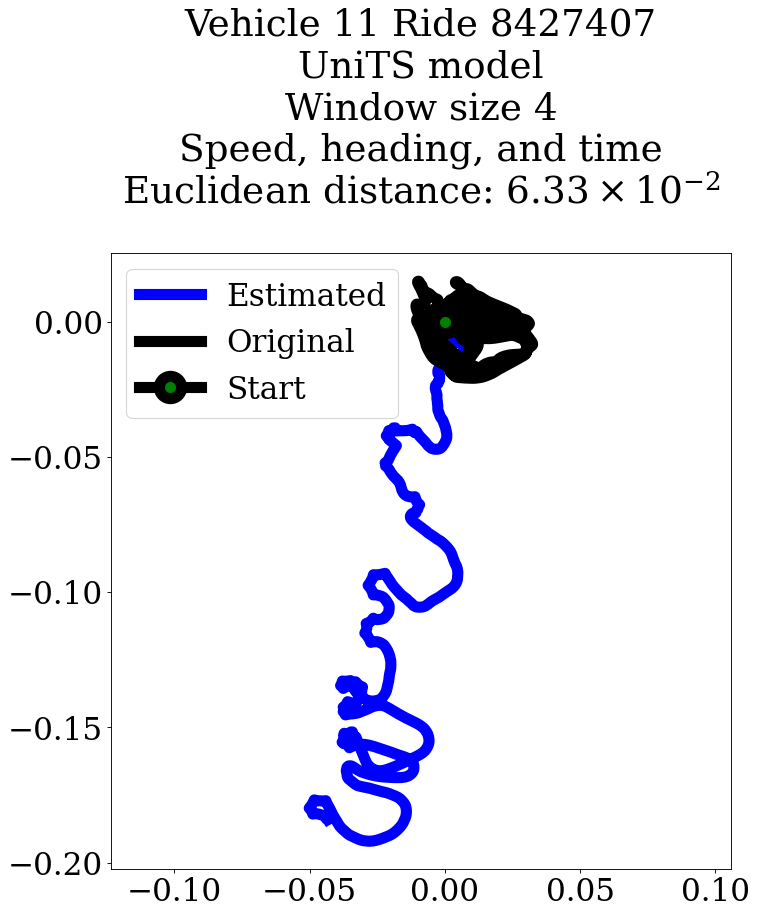 Vehicle 11 Ride 8427407
UniTS model
Window size 4
Speed, heading, and time
Euclidean distance: 6.33 × 10⁻²
Estimated
Original
Start
0.00
−0.05
−0.10
−0.15
−0.20
−0.10
−0.05
0.00
0.05
0.10